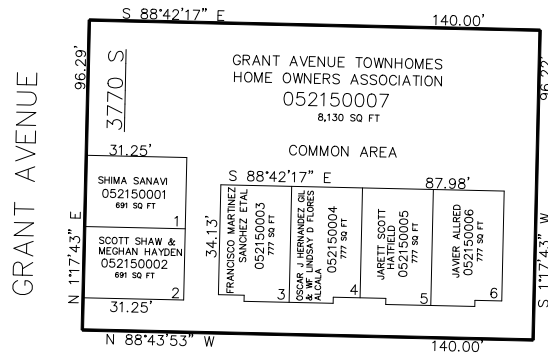 S 88°42'17" E 140.00'
96.29'
96.22'
GRANT AVENUE
3770 S
GRANT AVENUE TOWNHOMES
HOME OWNERS ASSOCIATION
052150007
8,130 SQ FT
COMMON AREA
31.25'
SHIMA SANAVI
052150001
691 SQ FT
1
SCOTT SHAW &
MEGHAN HAYDEN
052150002
691 SQ FT
2
31.25'
N 1°17'43" E
S 88°42'17" E 87.98'
34.13'
FRANCISCO MARTINEZ
SANCHEZ ETAL
052150003
777 SQ FT
3
OSCAR J HERNANDEZ GIL
& WF LINDSAY D FLORES
ALCALA
052150004
777 SQ FT
4
JARETT SCOTT
HATFIELD
052150005
777 SQ FT
5
JAVIER ALLRED
052150006
777 SQ FT
6
S 1°17'43" W
N 88°43'53" W 140.00'